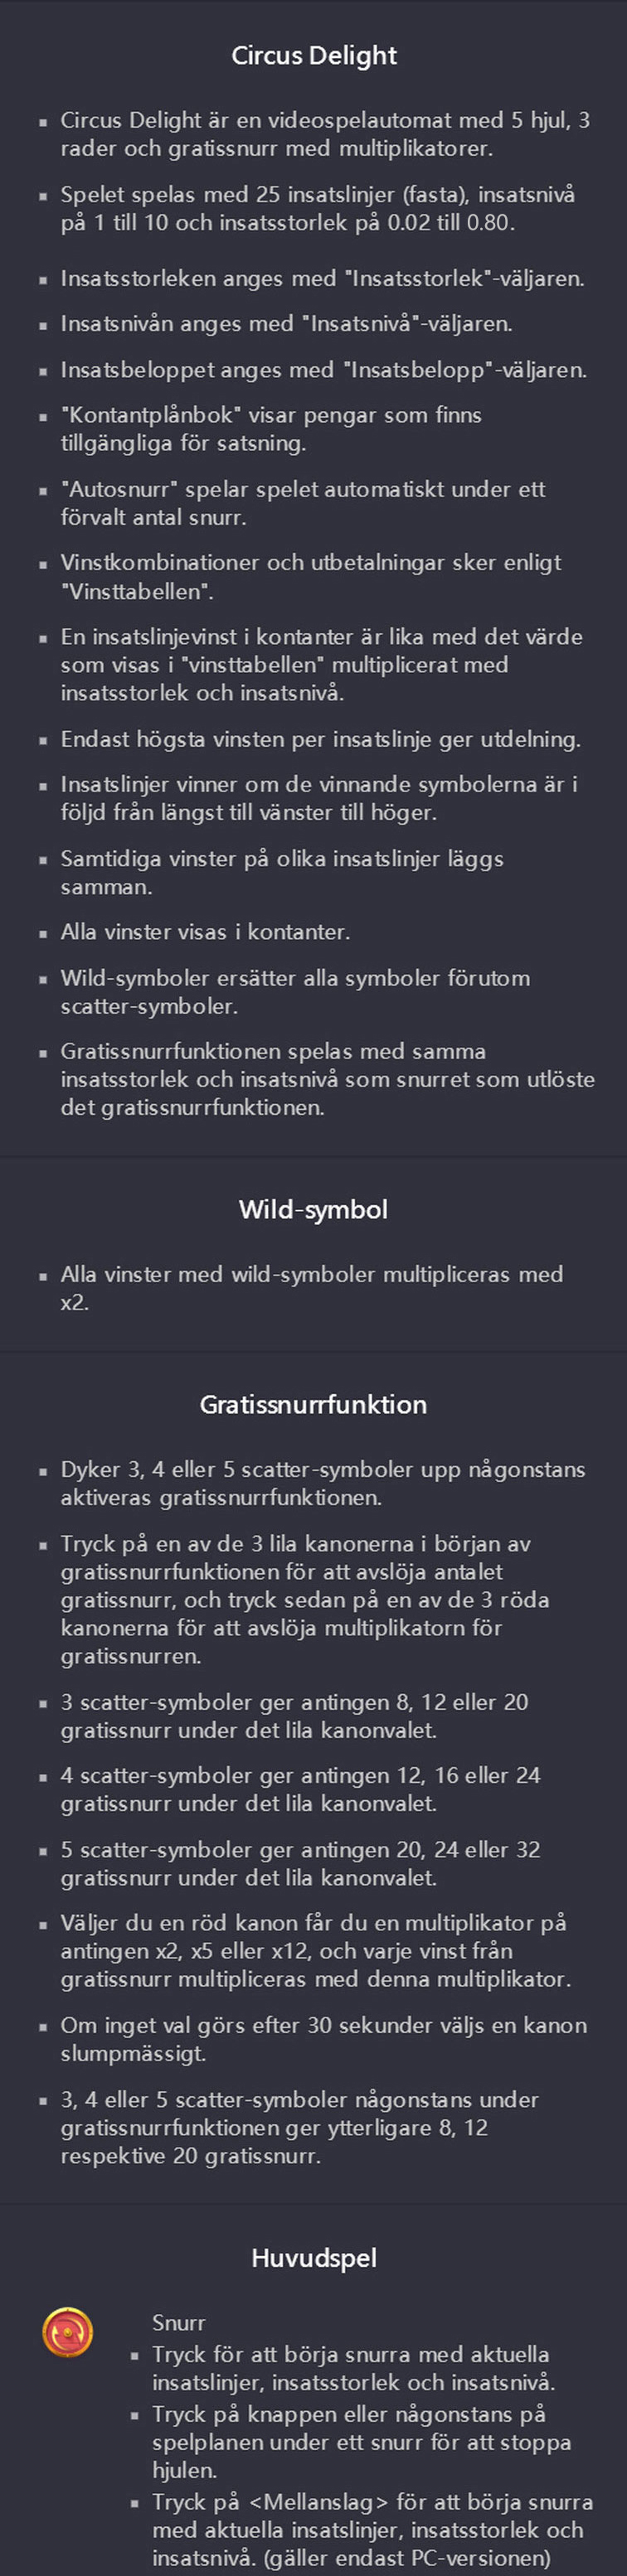 Circus Delight
▪ Circus Delight är en videospelautomat med 5 hjul, 3
rader och gratissnurr med multiplikatorer.
▪ Spelet spelas med 25 insatslinjer (fasta), insatsnivå
på 1 till 10 och insatsstorlek på 0.02 till 0.80.
▪ Insatsstorleken anges med "Insatsstorlek"-väljaren.
▪ Insatsnivån anges med "Insatsnivå"-väljaren.
▪ Insatsbeloppet anges med "Insatsbelopp"-väljaren.
▪ "Kontantplånbok" visar pengar som finns
tillgängliga för satsning.
▪ "Autosnurr" spelar spelet automatiskt under ett
förvalt antal snurr.
▪ Vinstkombinationer och utbetalningar sker enligt
"Vinsttabellen".
▪ En insatslinjevinst i kontanter är lika med det värde
som visas i "vinsttabellen" multiplicerat med
insatsstorlek och insatsnivå.
▪ Endast högsta vinsten per insatslinje ger utdelning.
▪ Insatslinjer vinner om de vinnande symbolerna är i
följd från längst till vänster till höger.
▪ Samtidiga vinster på olika insatslinjer läggs
samman.
▪ Alla vinster visas i kontanter.
▪ Wild-symboler ersätter alla symboler förutom
scatter-symboler.
▪ Gratissnurrfunktionen spelas med samma
insatsstorlek och insatsnivå som snurret som utlöste
det gratissnurrfunktionen.
Wild-symbol
▪ Alla vinster med wild-symboler multipliceras med
x2.
Gratissnurrfunktion
▪ Dyker 3, 4 eller 5 scatter-symboler upp någonstans
aktiveras gratissnurrfunktionen.
▪ Tryck på en av de 3 lila kanonerna i början av
gratissnurrfunktionen för att avslöja antalet
gratissnurr, och tryck sedan på en av de 3 röda
kanonerna för att avslöja multiplikatorn för
gratissnurren.
▪ 3 scatter-symboler ger antingen 8, 12 eller 20
gratissnurr under det lila kanonvalet.
▪ 4 scatter-symboler ger antingen 12, 16 eller 24
gratissnurr under det lila kanonvalet.
▪ 5 scatter-symboler ger antingen 20, 24 eller 32
gratissnurr under det lila kanonvalet.
▪ Väljer du en röd kanon får du en multiplikator på
antingen x2, x5 eller x12, och varje vinst från
gratissnurr multipliceras med denna multiplikator.
▪ Om inget val görs efter 30 sekunder väljs en kanon
slumpmässigt.
▪ 3, 4 eller 5 scatter-symboler någonstans under
gratissnurrfunktionen ger ytterligare 8, 12
respektive 20 gratissnurr.
Huvudspel
Snurr
▪ Tryck för att börja snurra med aktuella
insatslinjer, insatsstorlek och insatsnivå.
▪ Tryck på knappen eller någonstans på
spelplanen under ett snurr för att stoppa
hjulen.
▪ Tryck på <Mellanslag> för att börja snurra
med aktuella insatslinjer, insatsstorlek och
insatsnivå. (gäller endast PC-versionen)